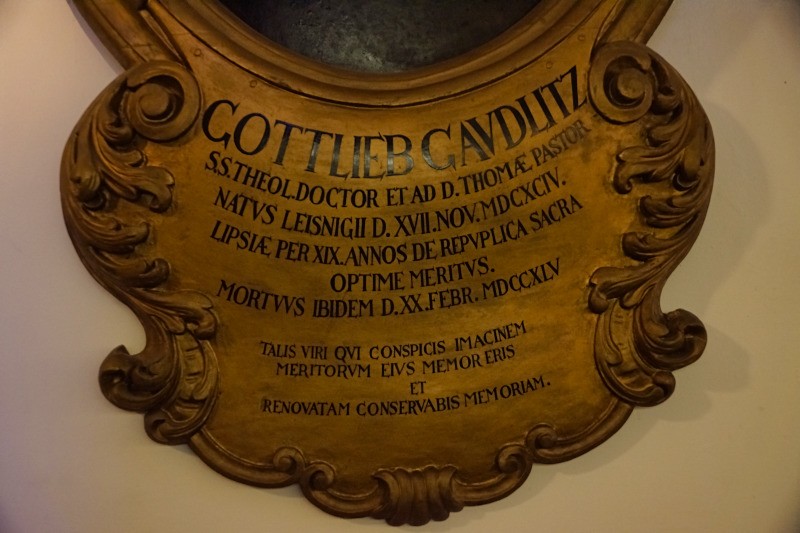 GOTTLIEB GAVDLITZ
S.S.THEOL.DOCTOR ET AD D.THOMÆ PASTOR
NATVS LEISNIGII D. XVII.NOV.MDCXCIV.
LIPSIÆ PER XIX.ANNOS DE REPVPLICA SACRA
OPTIME MERITVS.
MORTVVS IBIDEM D.XX.FEBR.MDCCXLV
TALIS VIRI QVI CONSPICIS IMAGINEM
MERITORVM EJVS MEMOR ERIS
ET
RENOVATAM CONSERVABIS MEMORIAM.